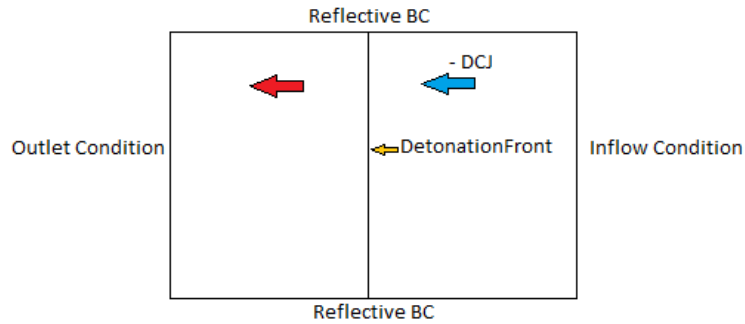 Reflective BC
- DCJ
Outlet Condition
DetonationFront
Inflow Condition
Reflective BC